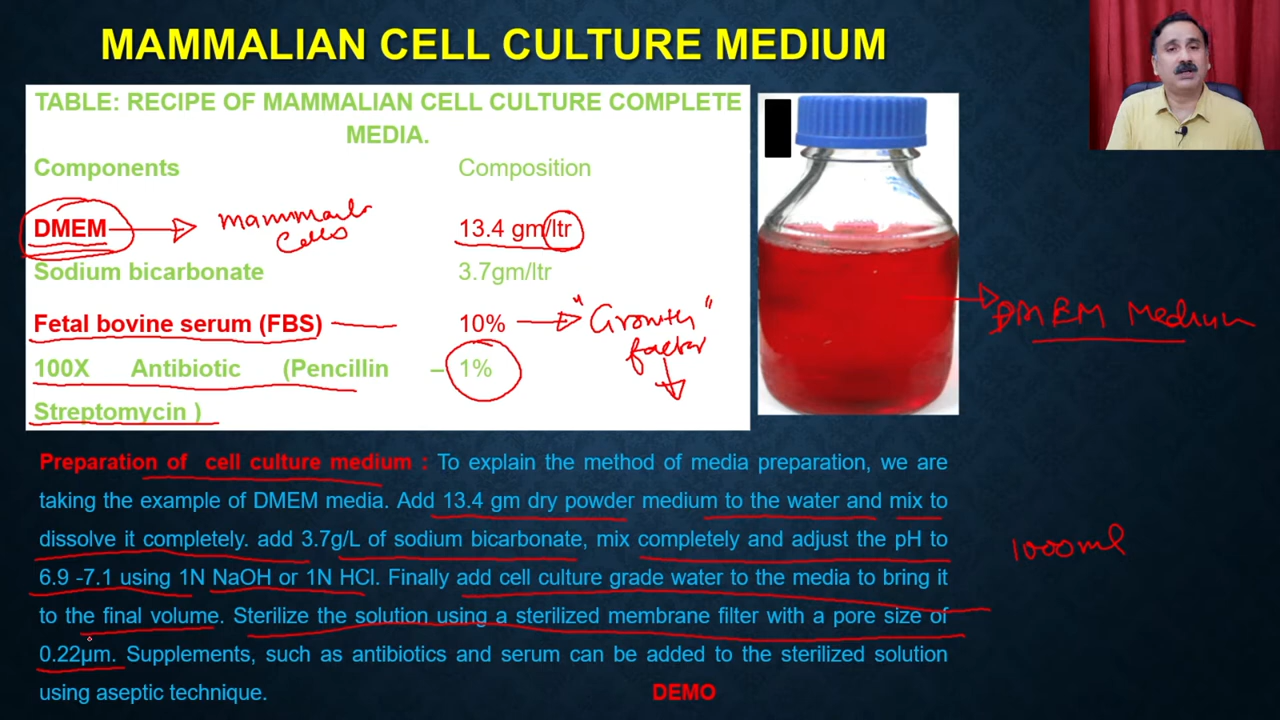 MAMMALIAN CELL CULTURE MEDIUM
TABLE: RECIPE OF MAMMALIAN CELL CULTURE COMPLETE
MEDIA.
Components Composition
DMEM mammalian cells 13.4 gm/ltr
Sodium bicarbonate 3.7gm/ltr
Fetal bovine serum (FBS) 10% "Growth factor"
100X Antibiotic (Pencillin – 1%
Streptomycin )
DMEM Medium
Preparation of cell culture medium : To explain the method of media preparation, we are
taking the example of DMEM media. Add 13.4 gm dry powder medium to the water and mix to
dissolve it completely. add 3.7g/L of sodium bicarbonate, mix completely and adjust the pH to
6.9 -7.1 using 1N NaOH or 1N HCl. Finally add cell culture grade water to the media to bring it
to the final volume. Sterilize the solution using a sterilized membrane filter with a pore size of
0.22µm. Supplements, such as antibiotics and serum can be added to the sterilized solution
using aseptic technique.
1000ml
DEMO